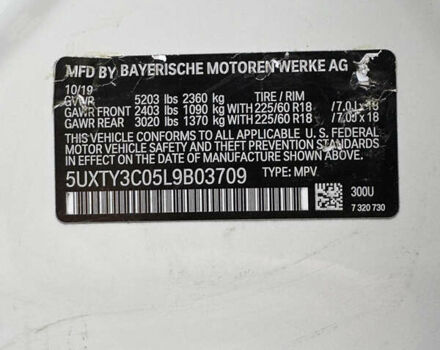 MFD BY BAYERISCHE MOTOREN WERKE AG
10/19
GVWR 5203 lbs 2360 kg TIRE / RIM
GAWR FRONT 2403 lbs 1090 kg WITH 225/60 R18 / 7.0J x 18
GAWR REAR 3020 lbs 1370 kg WITH 225/60 R18 / 7.0J x 18
THIS VEHICLE CONFORMS TO ALL APPLICABLE U. S. FEDERAL
MOTOR VEHICLE SAFETY AND THEFT PREVENTION STANDARDS
IN EFFECT ON THE DATE OF MANUFACTURE SHOWN ABOVE.
5UXTY3C05L9B03709 TYPE: MPV
300U
7 320 730